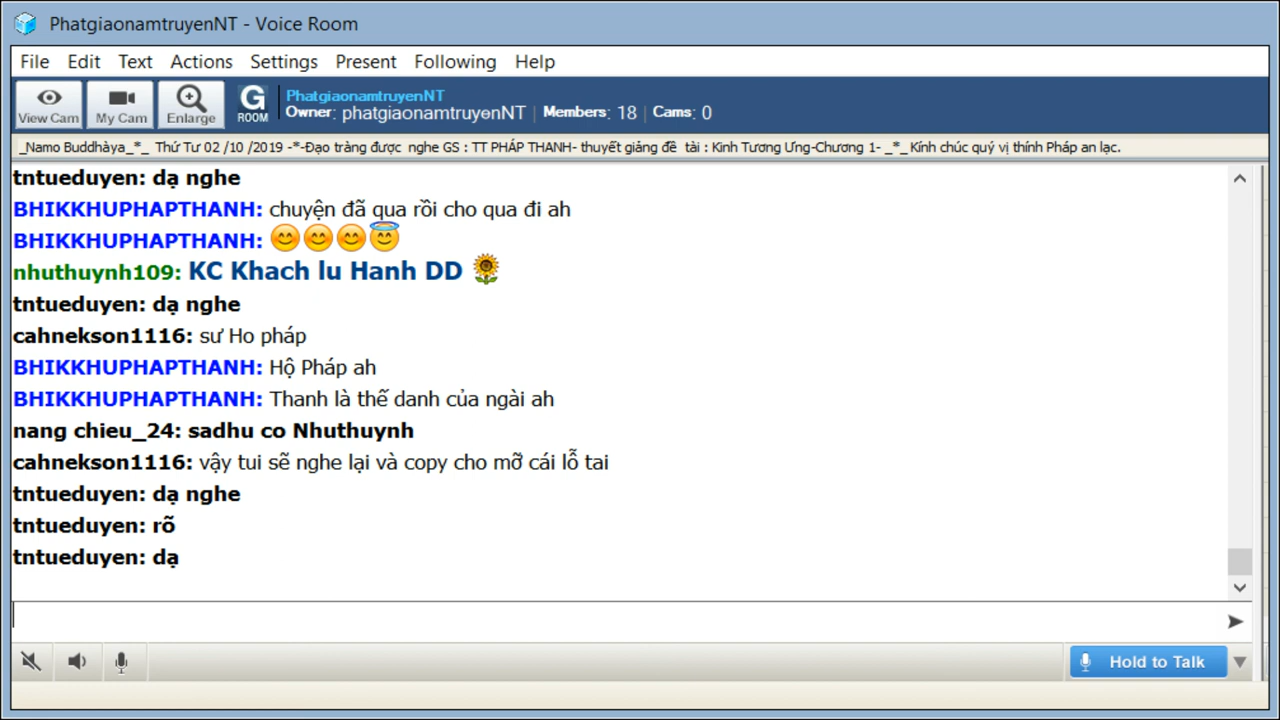 PhatgiaonamtruyenNT - Voice Room
File Edit Text Actions Settings Present Following Help
View Cam My Cam Enlarge G ROOM
PhatgiaonamtruyenNT
Owner: phatgiaonamtruyenNT | Members: 18 | Cams: 0
_Namo Buddhàya_*_ Thứ Tư 02 /10 /2019 -*-Đạo tràng được nghe GS : TT PHÁP THANH- thuyết giảng đề tài : Kinh Tương Ưng-Chương 1- _*_Kính chúc quý vị thính Pháp an lạc.
tntueduyen: dạ nghe
BHIKKHUPHAPTHANH: chuyện đã qua rồi cho qua đi ah
BHIKKHUPHAPTHANH: 😊😊😊😇
nhuthuynh109: KC Khach lu Hanh DD 🌻
tntueduyen: dạ nghe
cahnekson1116: sư Ho pháp
BHIKKHUPHAPTHANH: Hộ Pháp ah
BHIKKHUPHAPTHANH: Thanh là thế danh của ngài ah
nang chieu_24: sadhu co Nhuthuynh
cahnekson1116: vậy tui sẽ nghe lại và copy cho mỡ cái lỗ tai
tntueduyen: dạ nghe
tntueduyen: rõ
tntueduyen: dạ
Hold to Talk